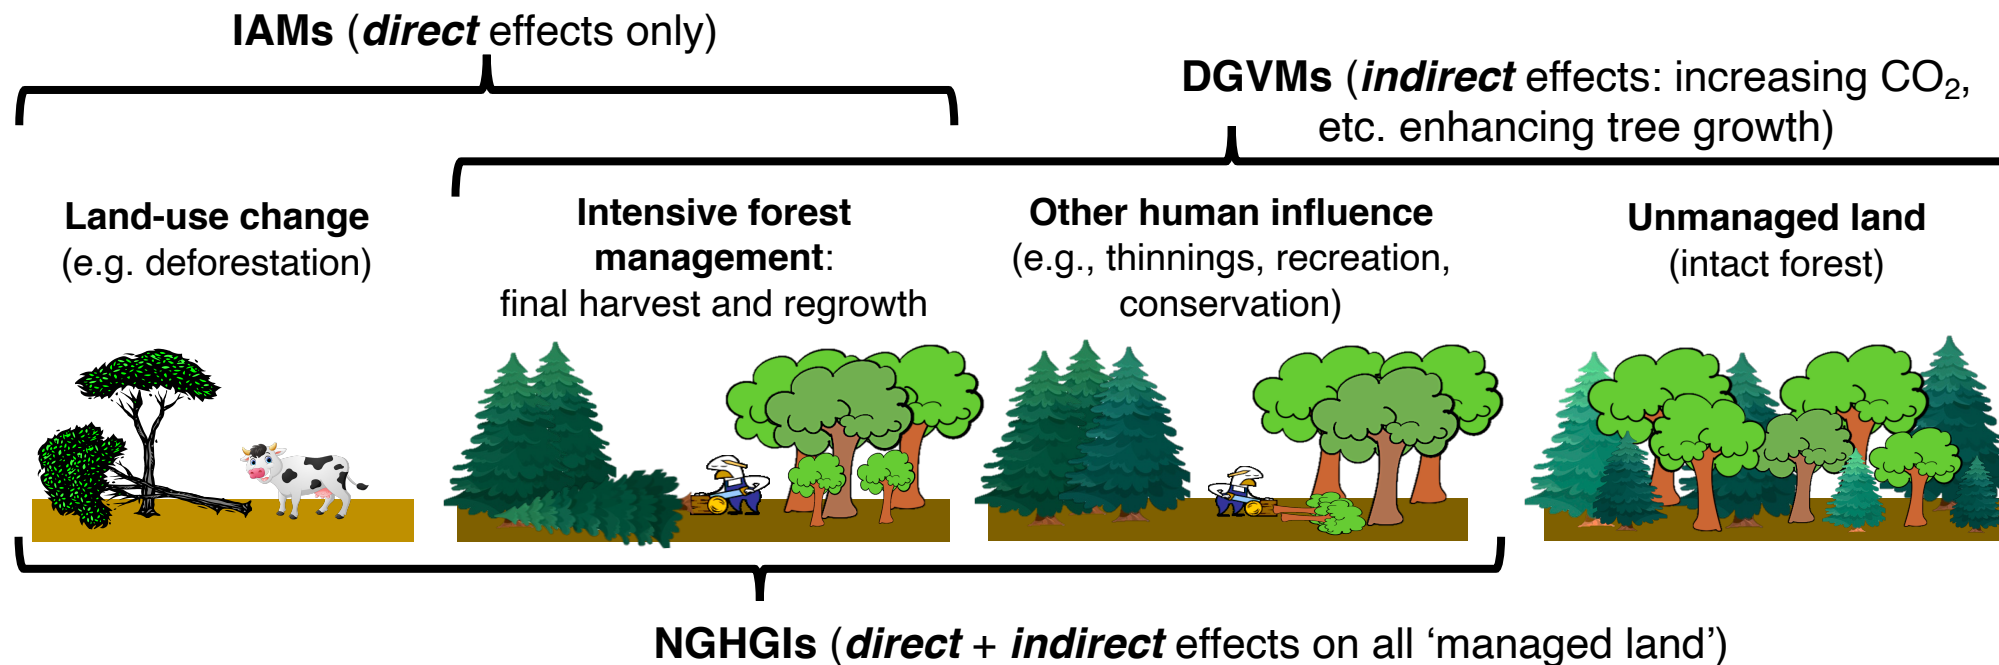 IAMs (direct effects only)
DGVMs (indirect effects: increasing CO₂,
etc. enhancing tree growth)
Land-use change
(e.g. deforestation)
Intensive forest
management:
final harvest and regrowth
Other human influence
(e.g., thinnings, recreation,
conservation)
Unmanaged land
(intact forest)
NGHGIs (direct + indirect effects on all ‘managed land’)